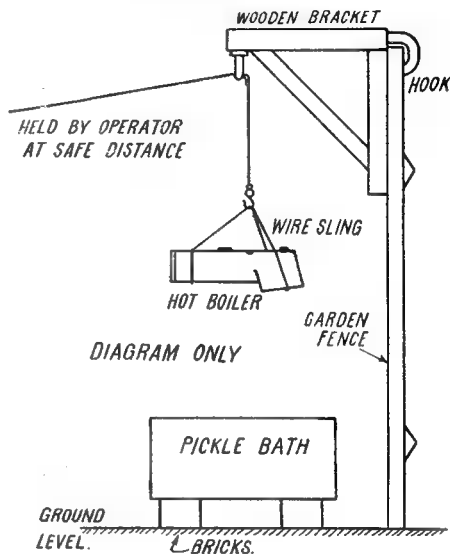 WOODEN BRACKET
HOOK
HELD BY OPERATOR
AT SAFE DISTANCE
WIRE SLING
HOT BOILER
GARDEN
FENCE
DIAGRAM ONLY
PICKLE BATH
GROUND
LEVEL.
BRICKS.